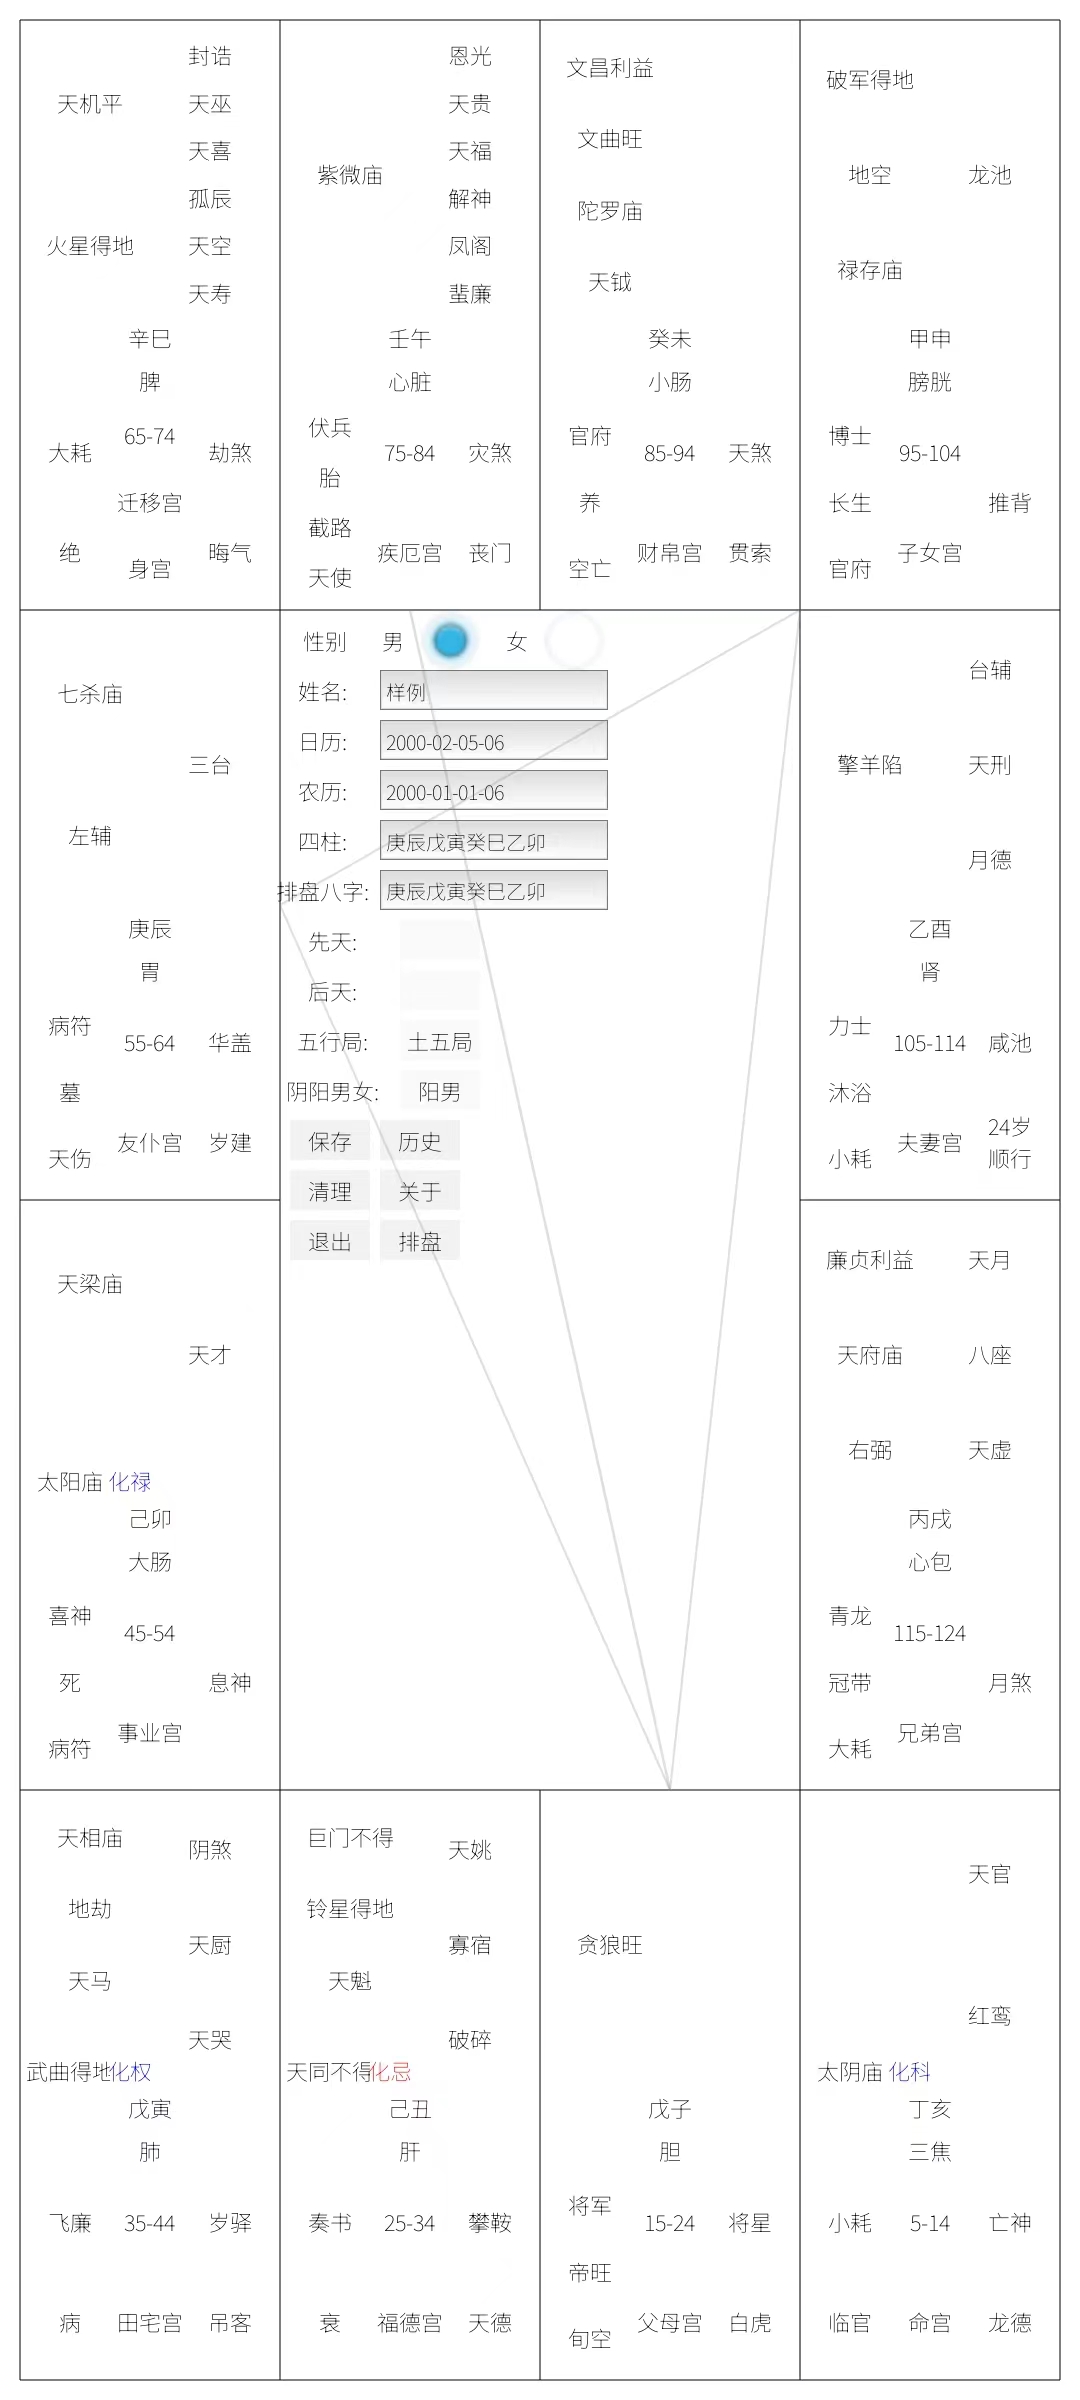 封诰
天机平
天巫
天喜
孤辰
火星得地
天空
天寿
辛巳
脾
65-74
大耗
劫煞
迁移宫
绝
晦气
身宫
恩光
天贵
天福
紫微庙
解神
凤阁
蜚廉
壬午
心脏
伏兵
75-84
灾煞
胎
截路
疾厄宫
丧门
天使
文昌利益
文曲旺
陀罗庙
天钺
癸未
小肠
官府
85-94
天煞
养
财帛宫
贯索
空亡
破军得地
地空
龙池
禄存庙
甲申
膀胱
博士
95-104
长生
推背
子女宫
官府
七杀庙
三台
左辅
庚辰
胃
病符
55-64
华盖
墓
友仆宫
岁建
天伤
性别 男 女
姓名: 样例
日历: 2000-02-05-06
农历: 2000-01-01-06
四柱: 庚辰戊寅癸巳乙卯
排盘八字: 庚辰戊寅癸巳乙卯
先天:
后天:
五行局: 土五局
阴阳男女: 阳男
保存 历史
清理 关于
退出 排盘
台辅
擎羊陷
天刑
月德
乙酉
肾
力士
105-114
咸池
沐浴
夫妻宫
24岁
顺行
小耗
天梁庙
天才
太阳庙 化禄
己卯
大肠
喜神
45-54
死
息神
事业宫
病符
廉贞利益
天月
天府庙
八座
右弼
天虚
丙戌
心包
青龙
115-124
冠带
月煞
兄弟宫
大耗
天相庙
阴煞
地劫
天厨
天马
天哭
武曲得地化权
戊寅
肺
飞廉
35-44
岁驿
病
田宅宫
吊客
巨门不得
天姚
铃星得地
寡宿
天魁
破碎
天同不得化忌
己丑
肝
奏书
25-34
攀鞍
衰
福德宫
天德
贪狼旺
戊子
胆
将军
15-24
将星
帝旺
父母宫
白虎
旬空
天官
红鸾
太阴庙 化科
丁亥
三焦
小耗
5-14
亡神
临官
命宫
龙德